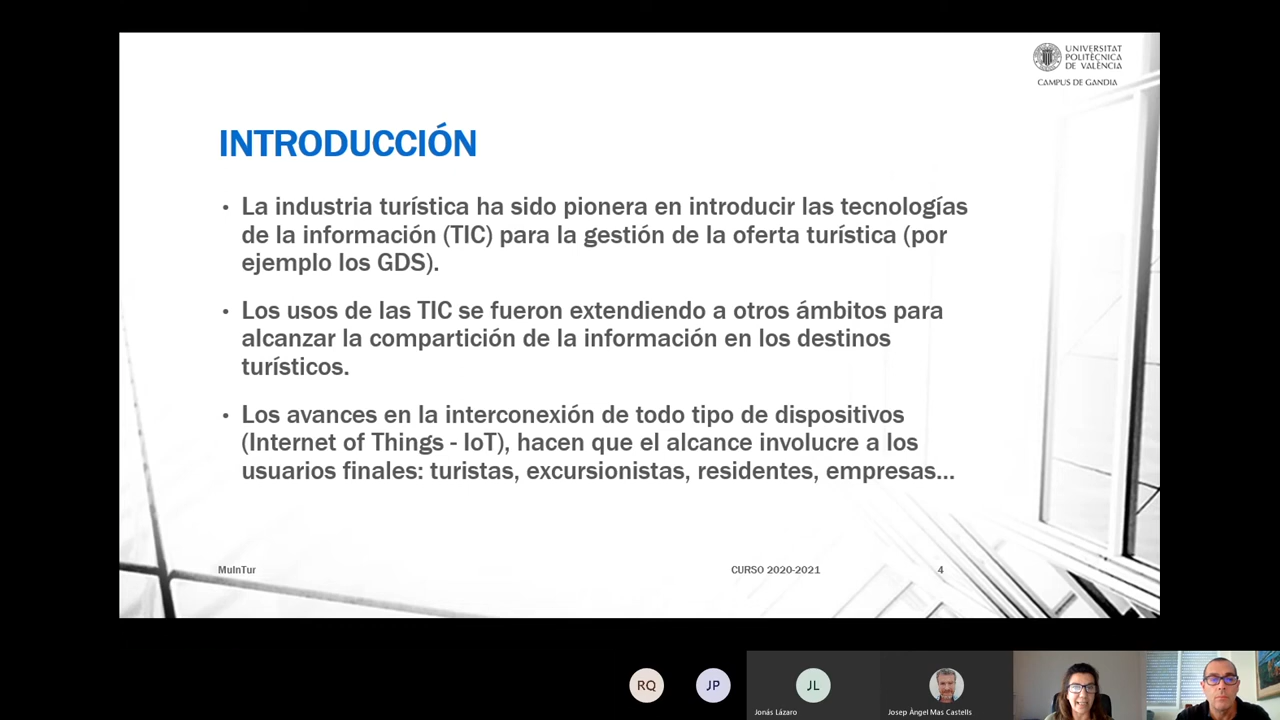 UNIVERSITAT
POLITÈCNICA
DE VALÈNCIA
CAMPUS DE GANDIA
INTRODUCCIÓN
• La industria turística ha sido pionera en introducir las tecnologías
de la información (TIC) para la gestión de la oferta turística (por
ejemplo los GDS).
• Los usos de las TIC se fueron extendiendo a otros ámbitos para
alcanzar la compartición de la información en los destinos
turísticos.
• Los avances en la interconexión de todo tipo de dispositivos
(Internet of Things - IoT), hacen que el alcance involucre a los
usuarios finales: turistas, excursionistas, residentes, empresas...
MuInTur
CURSO 2020-2021
4
RQ
JP
JL
Jonás Lázaro
Josep Àngel Mas Castells